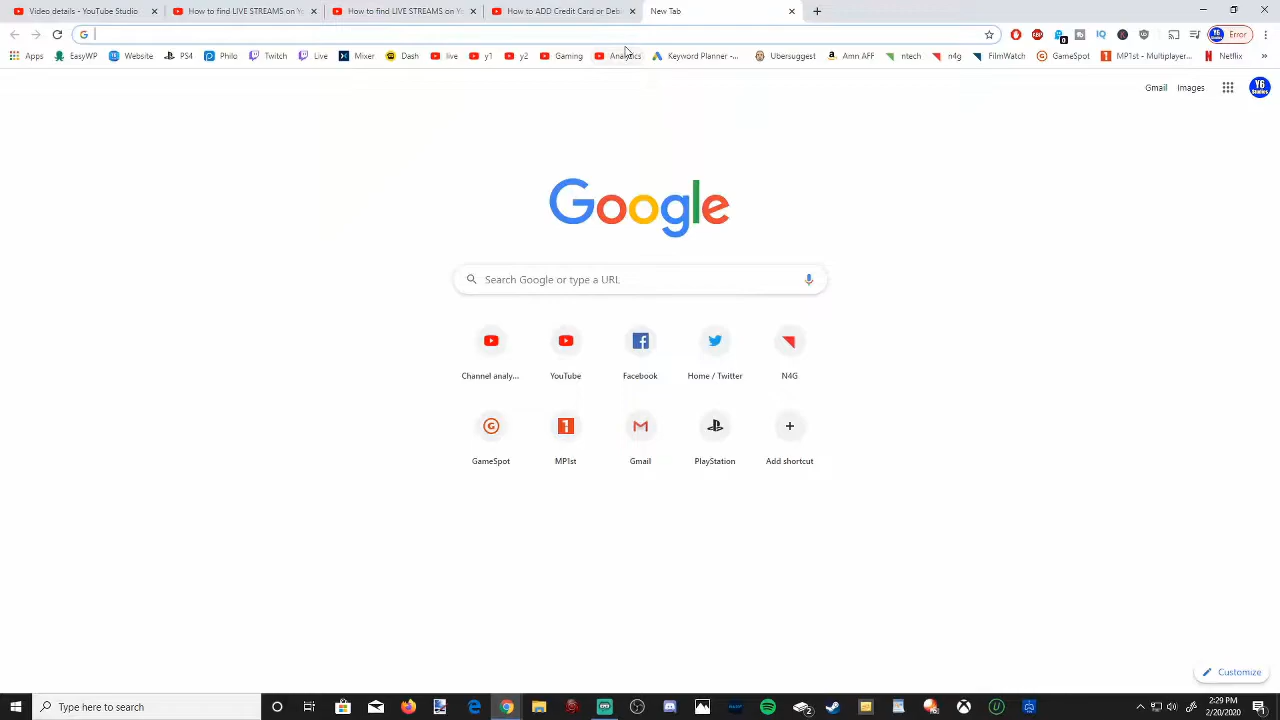 Video details - YouTube Studio
How to find LIVE STREAMS on Yo
How to find LIVE STREAMS on Yo
How to ADD Credit Card or Deb
New Tab
Error
Apps
EasyWP
Website
PS4
Philo
Twitch
Live
Mixer
Dash
live
y1
y2
Gaming
Analytics
Keyword Planner -...
Ubersuggest
Amn AFF
ntech
n4g
FilmWatch
GameSpot
MP1st - Multiplayer...
Netflix
»
Gmail
Images
Y6
Studios
Google
Search Google or type a URL
Channel analy...
YouTube
Facebook
Home / Twitter
N4G
GameSpot
MP1st
Gmail
PlayStation
Add shortcut
Customize
Type here to search
2:29 PM
2/20/2020